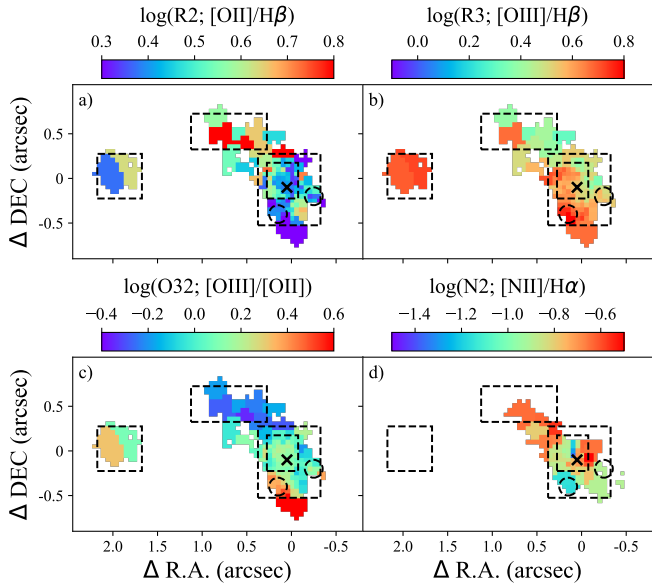 log(R2; [OII]/Hβ) log(R3; [OIII]/Hβ)
0.3 0.4 0.5 0.6 0.7 0.8 0.0 0.2 0.4 0.6 0.8
a) b)
0.5
0
-0.5
Δ DEC (arcsec)
log(O32; [OIII]/[OII]) log(N2; [NII]/Hα)
−0.4 −0.2 0.0 0.2 0.4 0.6 −1.4 −1.2 −1.0 −0.8 −0.6
c) d)
0.5
0
-0.5
Δ DEC (arcsec)
2.0 1.5 1.0 0.5 0 -0.5 2.0 1.5 1.0 0.5 0 -0.5
Δ R.A. (arcsec) Δ R.A. (arcsec)